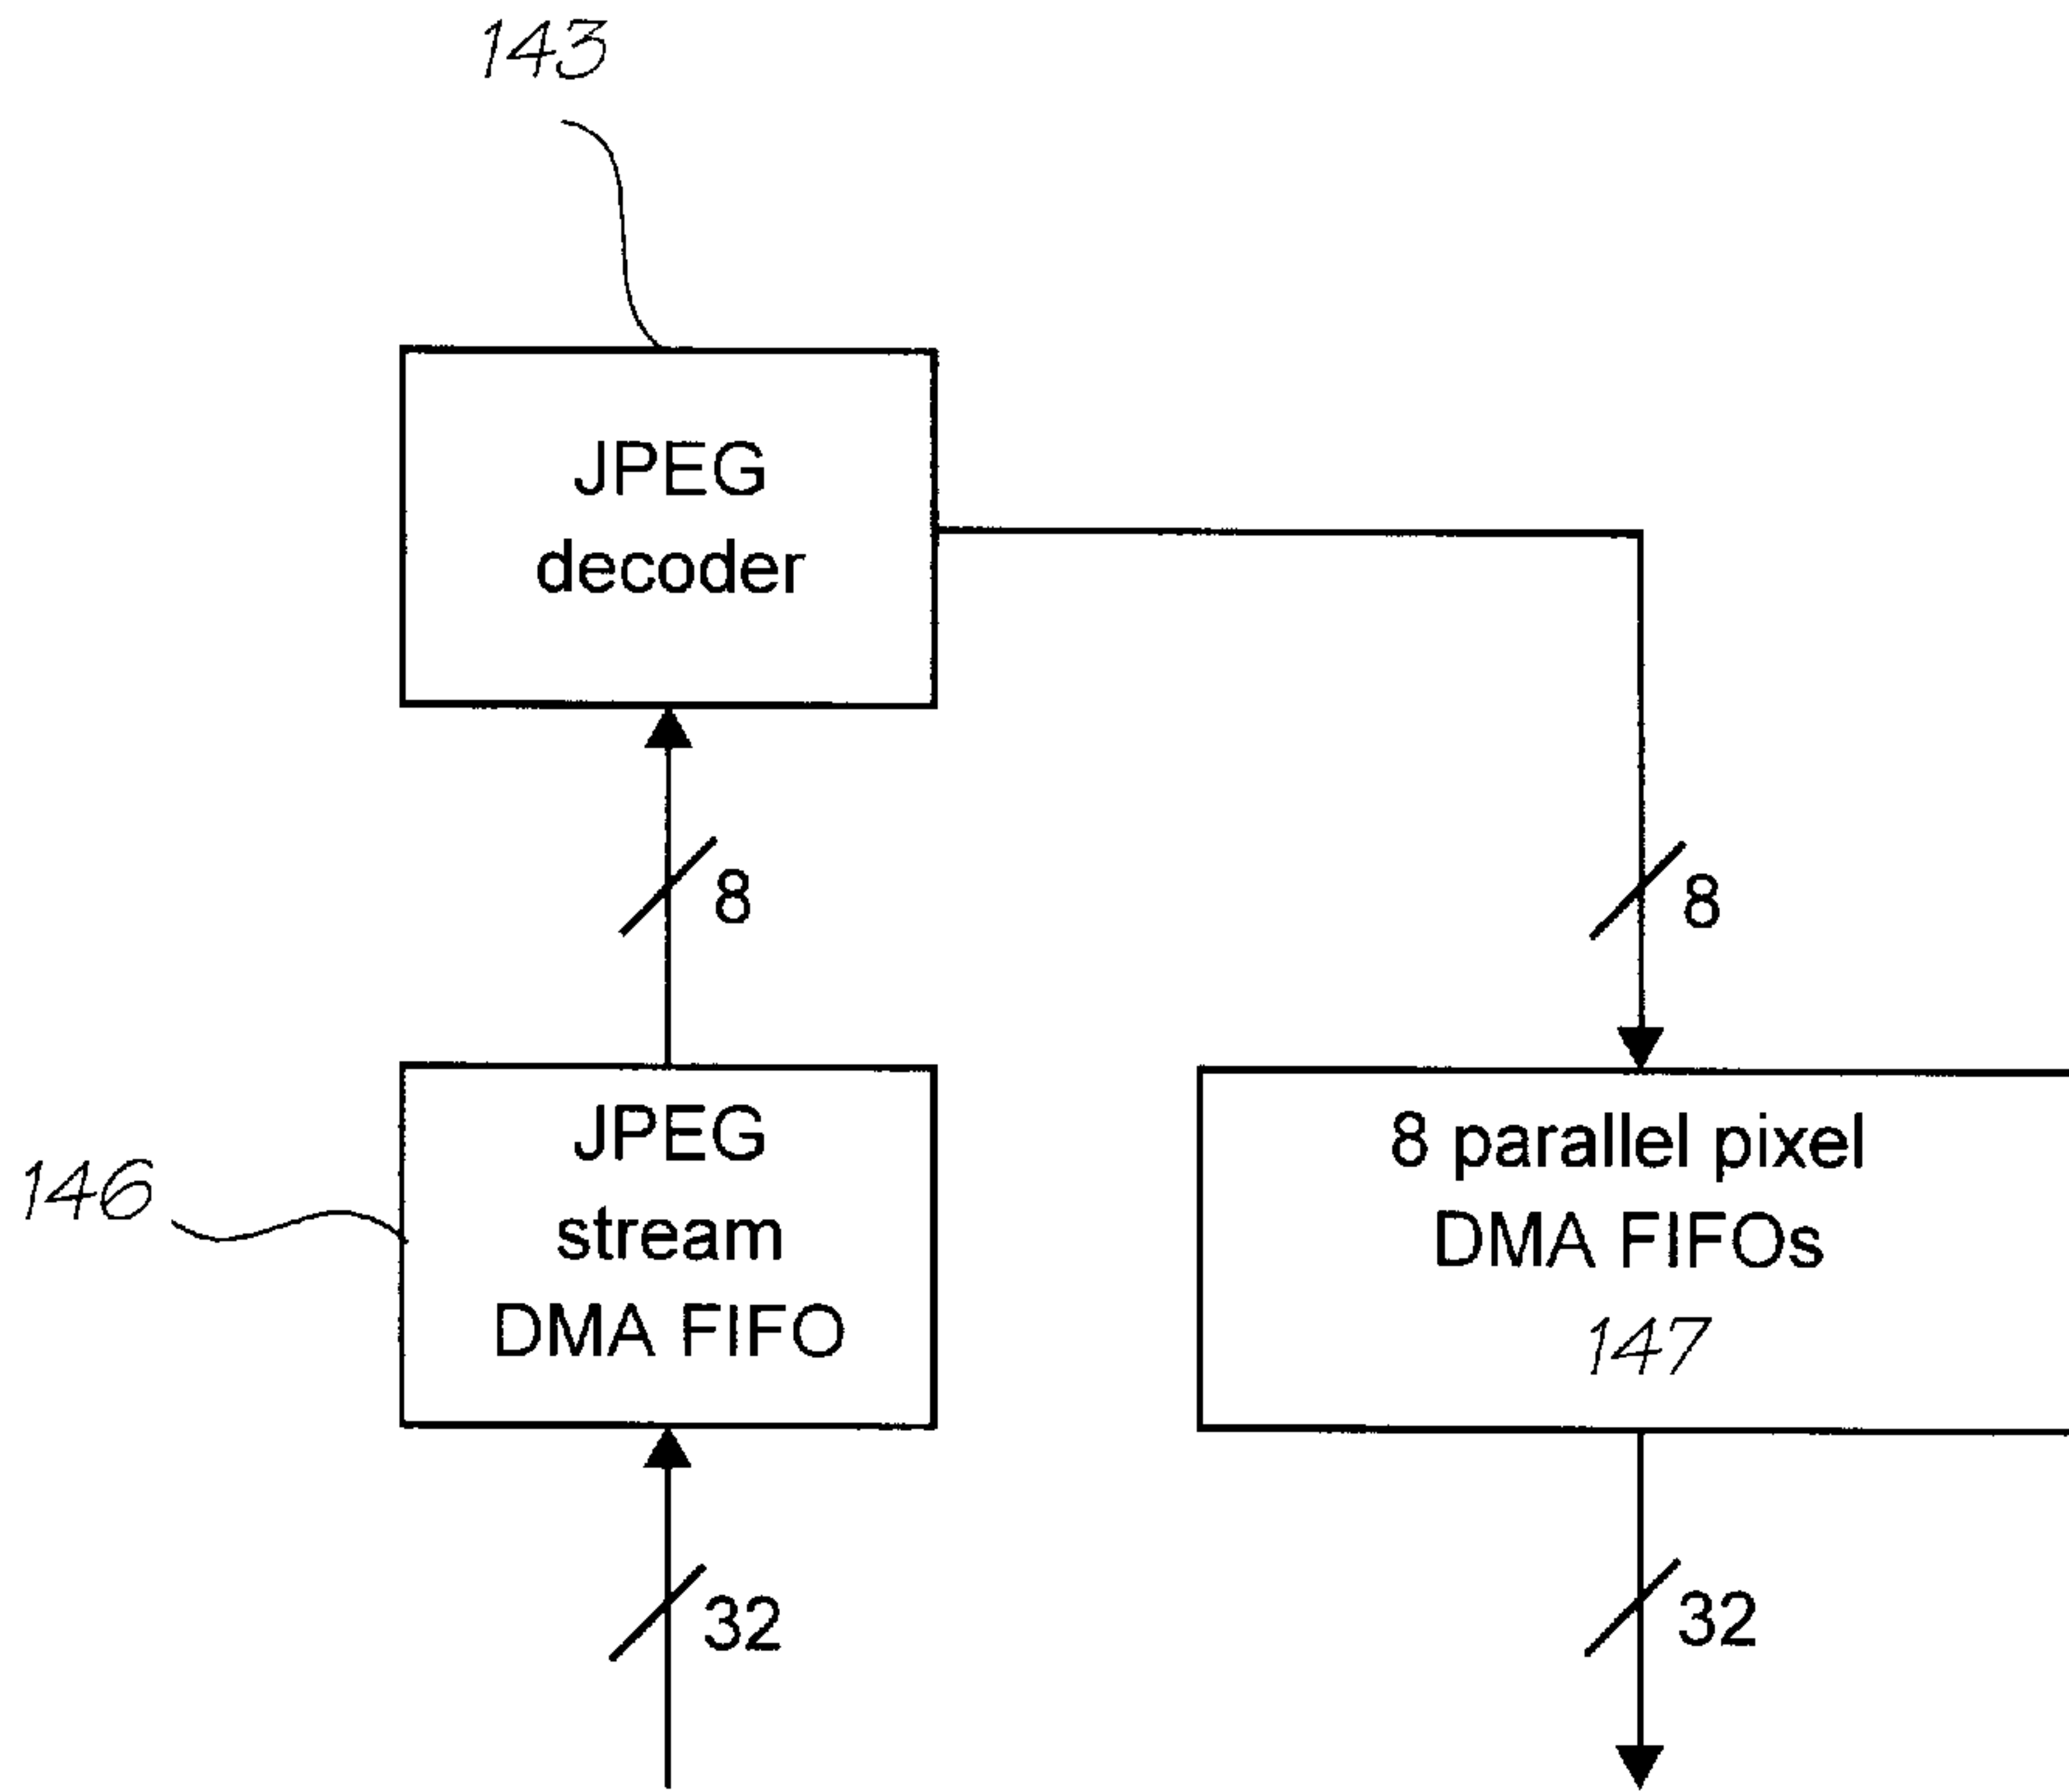 143
JPEG
decoder
8
8
JPEG
stream
DMA FIFO
146
8 parallel pixel
DMA FIFOs
147
32
32